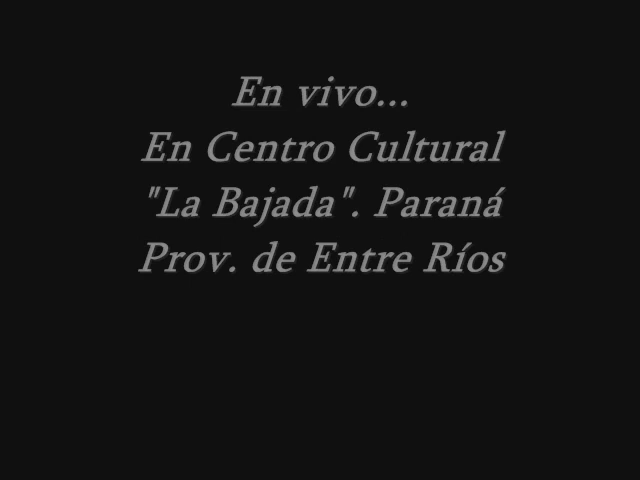 En vivo...
En Centro Cultural
"La Bajada". Paraná
Prov. de Entre Ríos